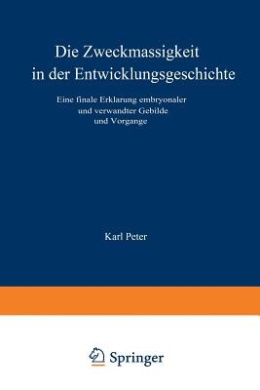 Die Zweckmassigkeit
in der Entwicklungsgeschichte
Eine finale Erklarung embryonaler
und verwandter Gebilde
und Vorgange
Karl Peter
Springer